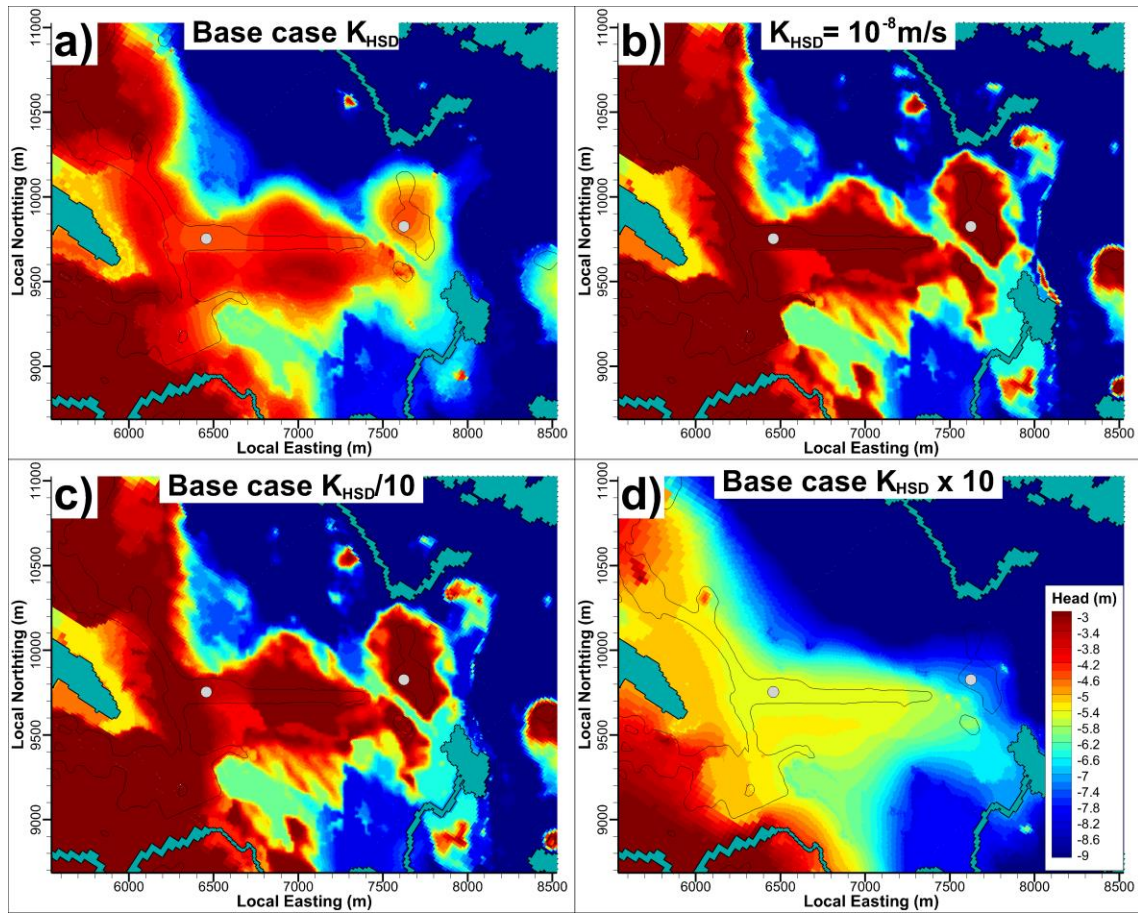 a) Base case K_HSD
Local Northting (m)
11000
10500
10000
9500
9000
6000 6500 7000 7500 8000 8500
Local Easting (m)
b) K_HSD= 10^-8 m/s
Local Northting (m)
11000
10500
10000
9500
9000
6000 6500 7000 7500 8000 8500
Local Easting (m)
c) Base case K_HSD/10
Local Northting (m)
11000
10500
10000
9500
9000
6000 6500 7000 7500 8000 8500
Local Easting (m)
d) Base case K_HSD x 10
Local Northting (m)
11000
10500
10000
9500
9000
6000 6500 7000 7500 8000 8500
Local Easting (m)
Head (m)
-3
-3.4
-3.8
-4.2
-4.6
-5
-5.4
-5.8
-6.2
-6.6
-7
-7.4
-7.8
-8.2
-8.6
-9